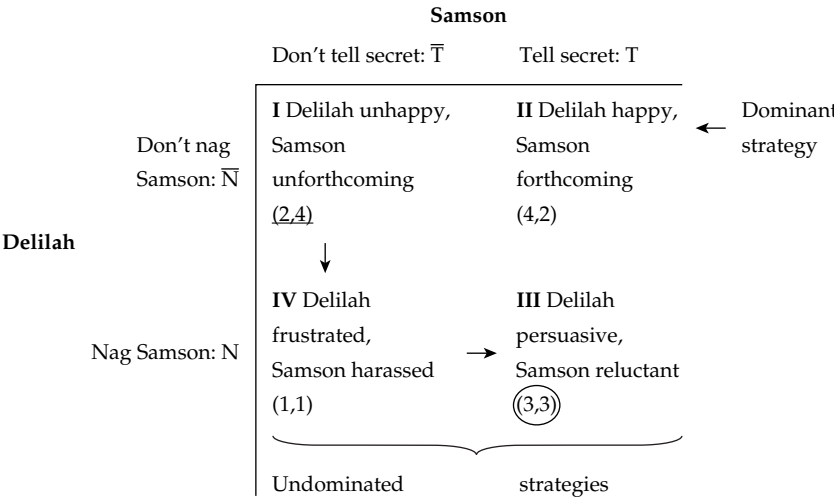 Samson
Don't tell secret: T̅ Tell secret: T
I Delilah unhappy, II Delilah happy, Dominant
Don't nag Samson Samson strategy
Samson: N̅ unforthcoming forthcoming
(2,4) (4,2)
Delilah
IV Delilah III Delilah
frustrated, persuasive,
Nag Samson: N Samson harassed Samson reluctant
(1,1) (3,3)
Undominated strategies